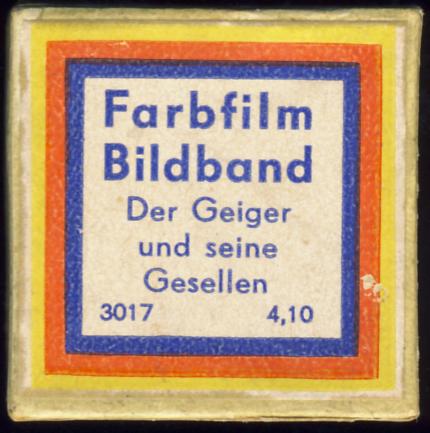 Farbfilm
Bildband
Der Geiger
und seine
Gesellen
3017 4,10